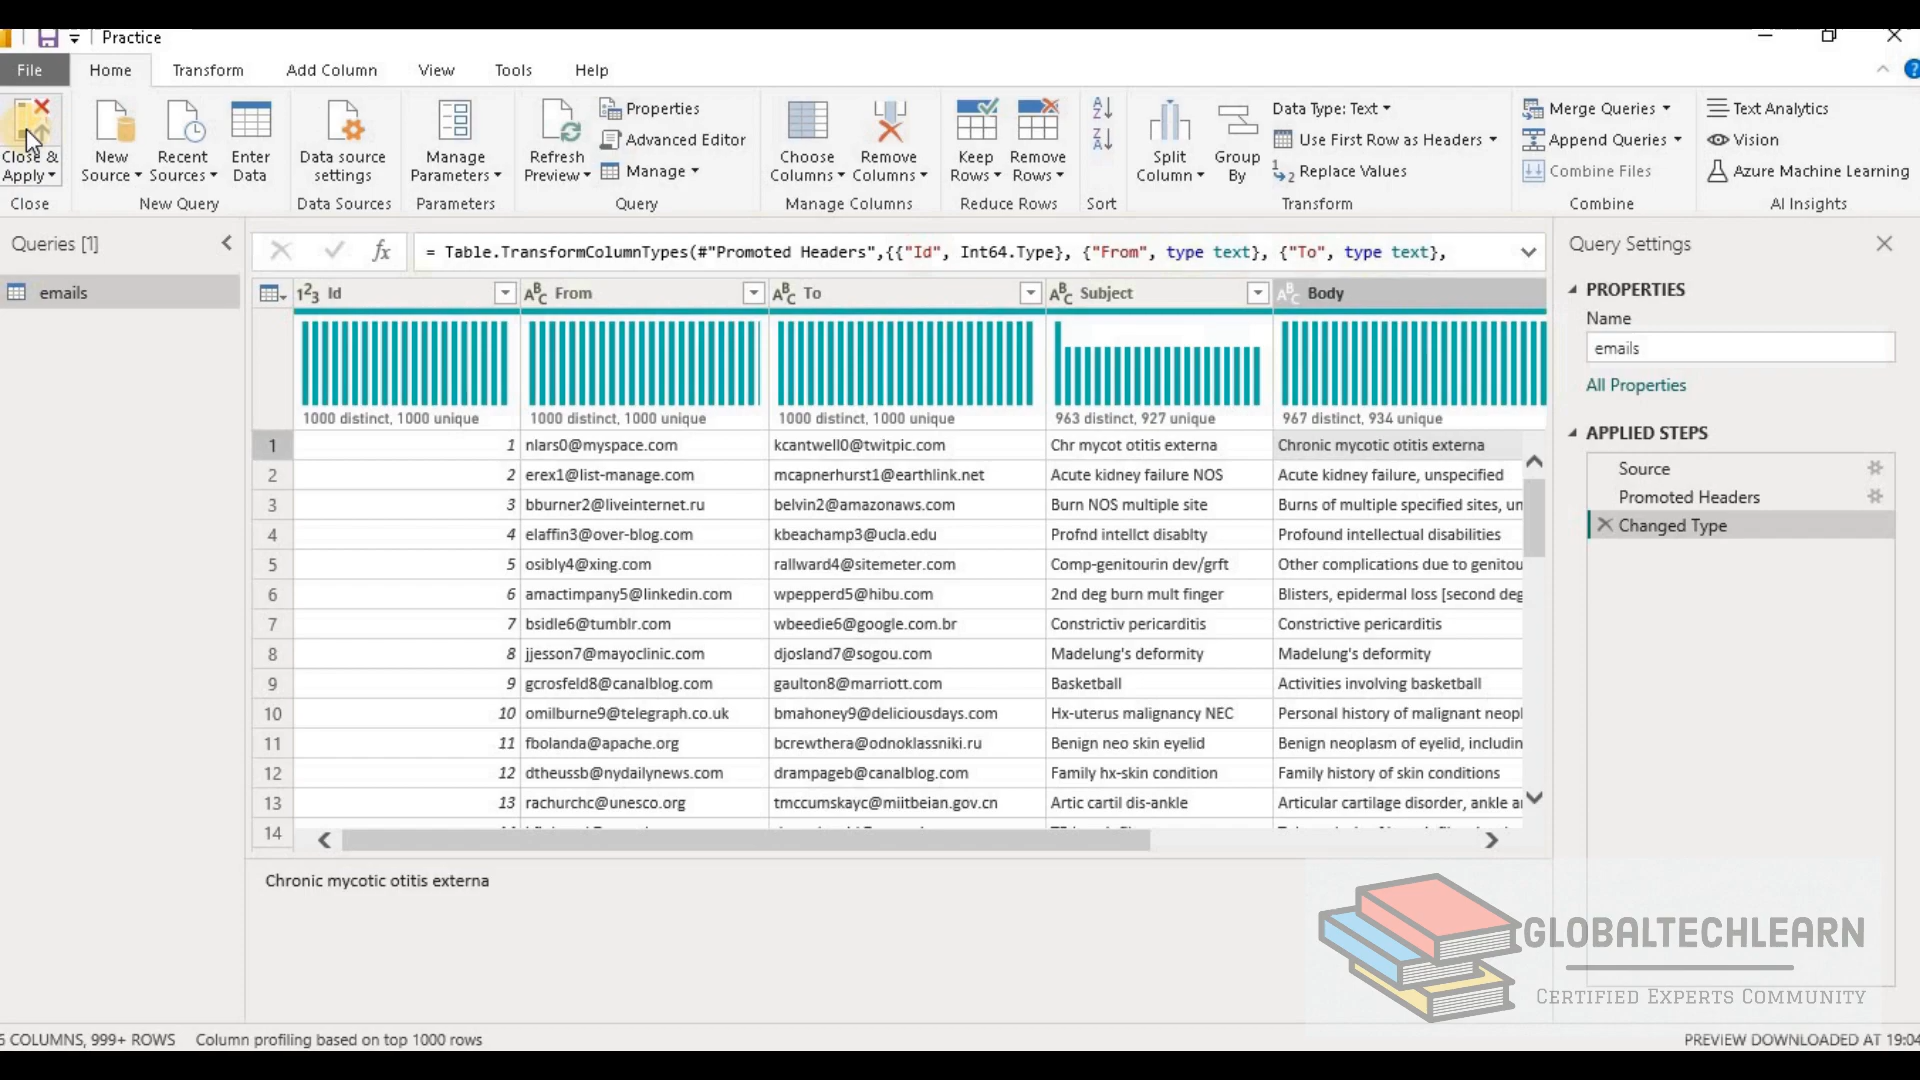 Practice
File Home Transform Add Column View Tools Help
Close & Apply
New Source
Recent Sources
Enter Data
Data source settings
Manage Parameters
Refresh Preview
Properties
Advanced Editor
Manage
Choose Columns
Remove Columns
Keep Rows
Remove Rows
Split Column
Group By
Data Type: Text
Use First Row as Headers
Replace Values
Merge Queries
Append Queries
Combine Files
Text Analytics
Vision
Azure Machine Learning
Close New Query Data Sources Parameters Query Manage Columns Reduce Rows Sort Transform Combine AI Insights
Queries [1]
emails
fx = Table.TransformColumnTypes(#"Promoted Headers",{{"Id", Int64.Type}, {"From", type text}, {"To", type text},
Id From To Subject Body
1000 distinct, 1000 unique 1000 distinct, 1000 unique 1000 distinct, 1000 unique 963 distinct, 927 unique 967 distinct, 934 unique
1 1 nlars0@myspace.com kcantwell0@twitpic.com Chr mycot otitis externa Chronic mycotic otitis externa
2 2 erex1@list-manage.com mcapnerhurst1@earthlink.net Acute kidney failure NOS Acute kidney failure, unspecified
3 3 bburner2@liveinternet.ru belvin2@amazonaws.com Burn NOS multiple site Burns of multiple specified sites, un
4 4 elaffin3@over-blog.com kbeachamp3@ucla.edu Profnd intellct disablty Profound intellectual disabilities
5 5 osibly4@xing.com rallward4@sitemeter.com Comp-genitourin dev/grft Other complications due to genitou
6 6 amactimpany5@linkedin.com wpepperd5@hibu.com 2nd deg burn mult finger Blisters, epidermal loss [second deg
7 7 bsidle6@tumblr.com wbeedie6@google.com.br Constrictiv pericarditis Constrictive pericarditis
8 8 jjesson7@mayoclinic.com djosland7@sogou.com Madelung's deformity Madelung's deformity
9 9 gcrosfeld8@canalblog.com gaulton8@marriott.com Basketball Activities involving basketball
10 10 omilburne9@telegraph.co.uk bmahoney9@deliciousdays.com Hx-uterus malignancy NEC Personal history of malignant neopl
11 11 fbolanda@apache.org bcrewthera@odnoklassniki.ru Benign neo skin eyelid Benign neoplasm of eyelid, includin
12 12 dtheussb@nydailynews.com drampageb@canalblog.com Family hx-skin condition Family history of skin conditions
13 13 rachurchc@unesco.org tmccumskayc@miitbeian.gov.cn Artic cartil dis-ankle Articular cartilage disorder, ankle a
14
Chronic mycotic otitis externa
Query Settings
PROPERTIES
Name
emails
All Properties
APPLIED STEPS
Source
Promoted Headers
Changed Type
GLOBALTECHLEARN
CERTIFIED EXPERTS COMMUNITY
COLUMNS, 999+ ROWS Column profiling based on top 1000 rows
PREVIEW DOWNLOADED AT 19:04